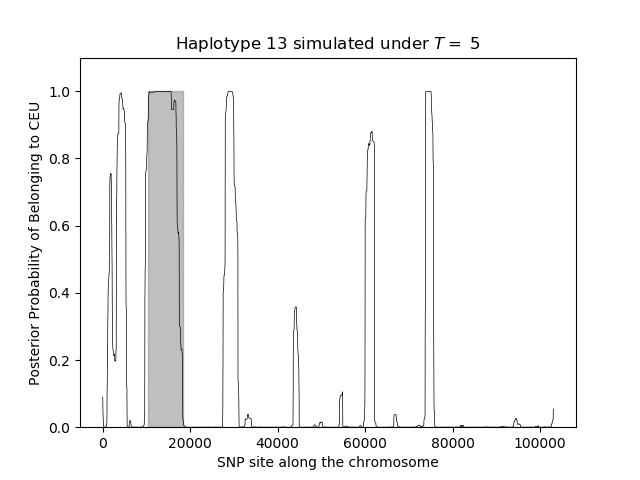 Haplotype 13 simulated under T = 5
Posterior Probability of Belonging to CEU
1.0
0.8
0.6
0.4
0.2
0.0
0 20000 40000 60000 80000 100000
SNP site along the chromosome